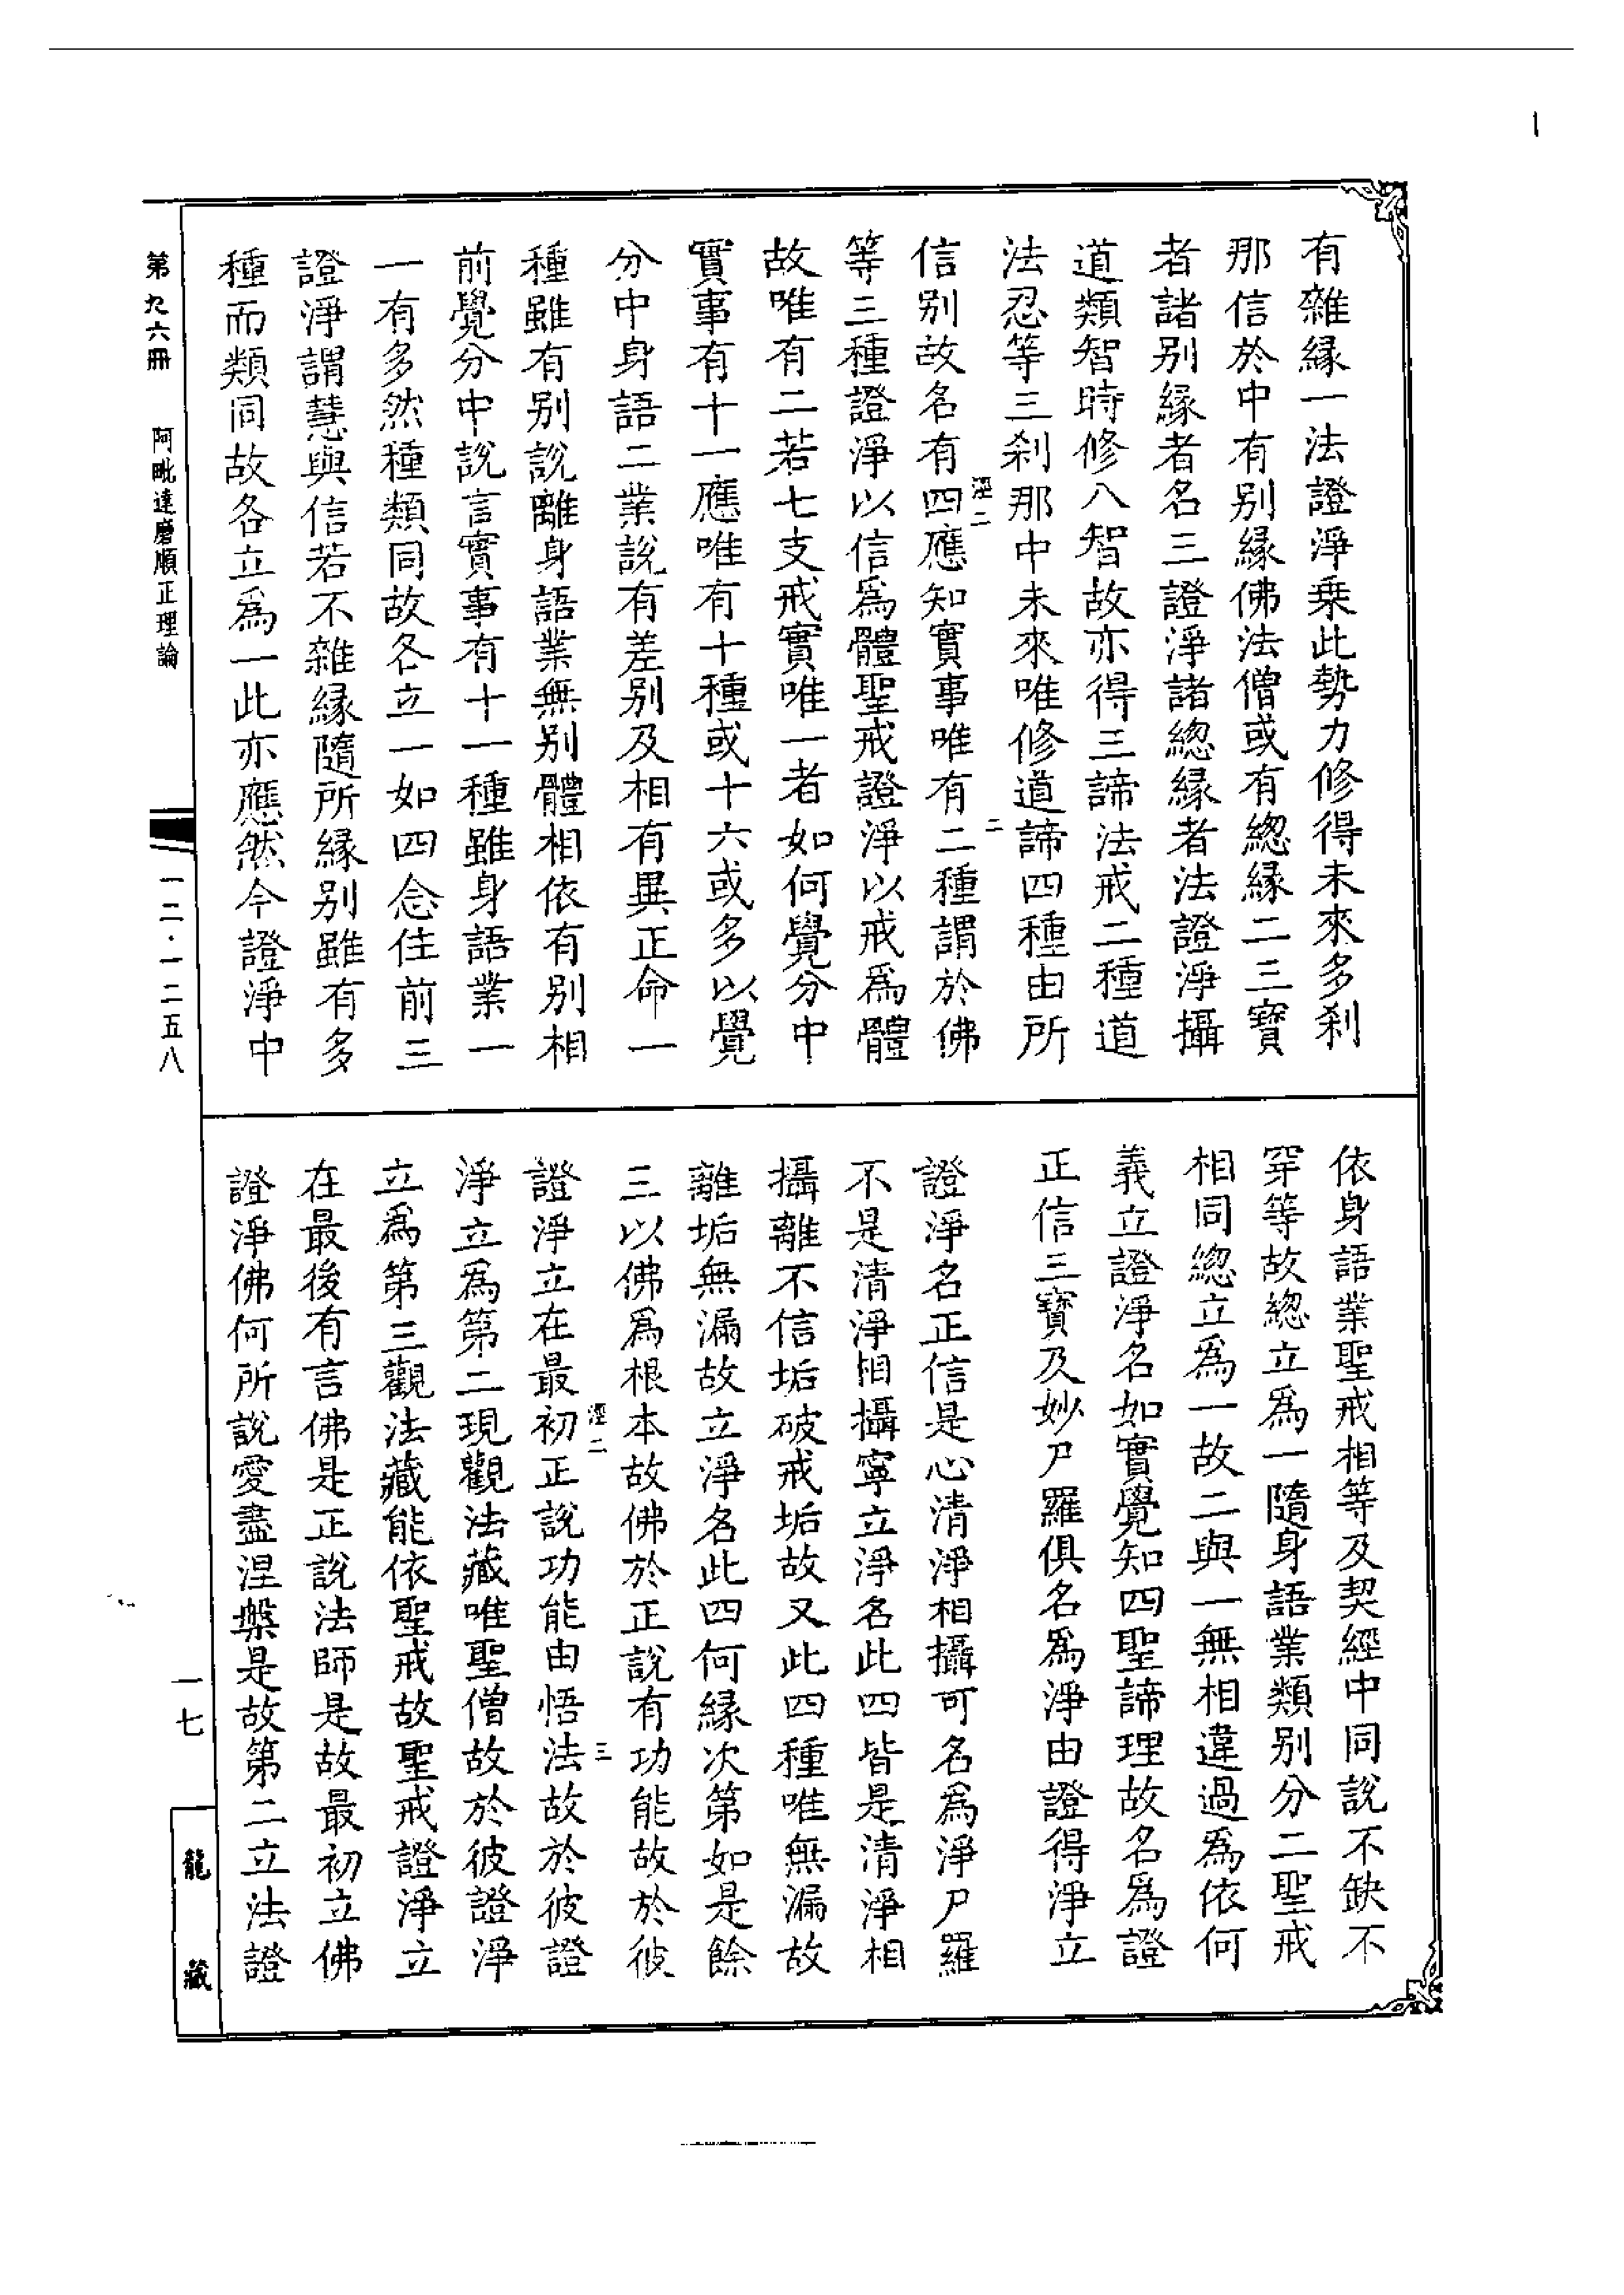 有雜緣一法證淨乗此勢力修得未來多剎
那信於中有別緣佛法僧或有緫緣二三寶
者諸別緣者名三證淨諸緫緣者法證淨攝
道類智時修八智故亦得三諦法戒二種道
法忍等三剎那中未來唯修道諦四種由所
信別故名有四應知實事唯有二種謂於佛
等三種證淨以信爲體聖戒證淨以戒爲體
故唯有二若七支戒實唯一者如何覺分中
實事有十一應唯有十種或十六或多以覺
分中身語二業說有差別及相有異正命一
種雖有別說離身語業無別體相依有別相
前覺分中說言實事有十一種雖身語業一
一有多然種類同故各立一如四念住前三
證淨謂慧與信若不雜緣隨所緣別雖有多
種而類同故各立爲一此亦應然今證淨中
涇二
二
依身語業聖戒相等及契經中同說不缺不
穿等故緫立爲一隨身語業類別分二聖戒
相同緫立爲一故二與一無相違過爲依何
義立證淨名如實覺知四聖諦理故名爲證
正信三寶及妙尸羅俱名爲淨由證得淨立
證淨名正信是心清淨相攝可名爲淨尸羅
不是清淨相攝寧立淨名此四皆是清淨相
攝離不信垢破戒垢故又此四種唯無漏故
離垢無漏故立淨名此四何緣次第如是餘
三以佛爲根本故佛於正說有功能故於彼
證淨立在最初正說功能由悟法故於彼證
淨立爲第二現觀法藏唯聖僧故於彼證淨
立爲第三觀法藏能依聖戒故聖戒證淨立
在最後有言佛是正說法師是故最初立佛
證淨佛何所說愛盡涅槃是故第二立法證
涇二
三
第九六冊
阿毗達磨順正理論
一二·一二五八
一七
龍藏
1